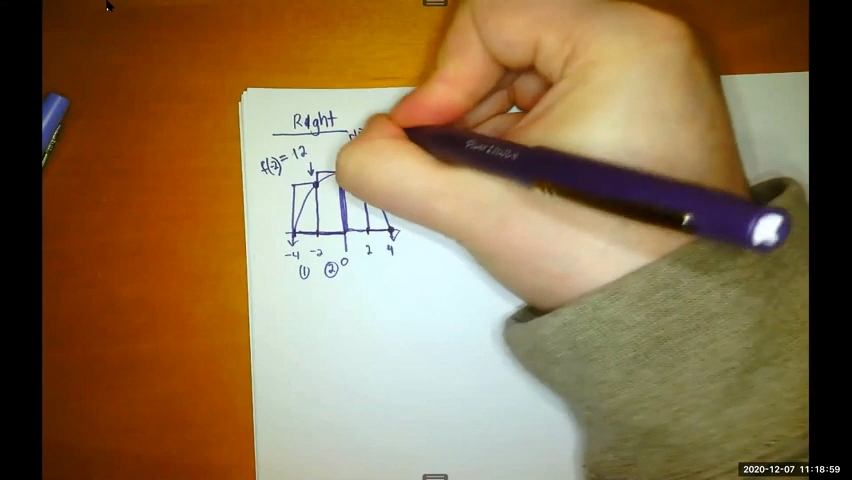 Right
f(-2) = 12
-4 -2 0 2 4
① ②
2020-12-07 11:18:59